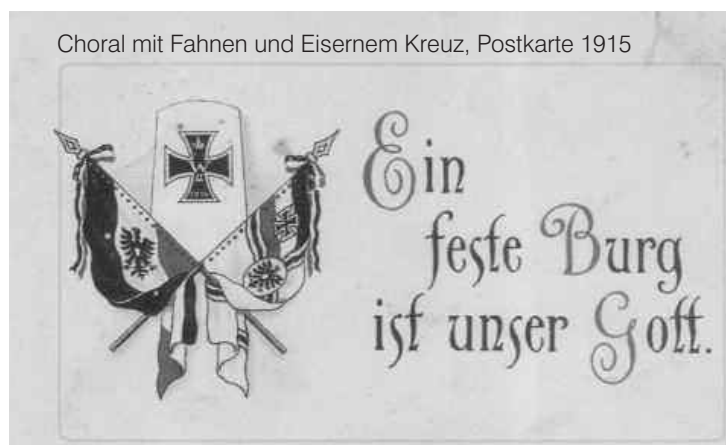 Choral mit Fahnen und Eisernem Kreuz, Postkarte 1915
W
Ein
feste Burg
ist unser Gott.